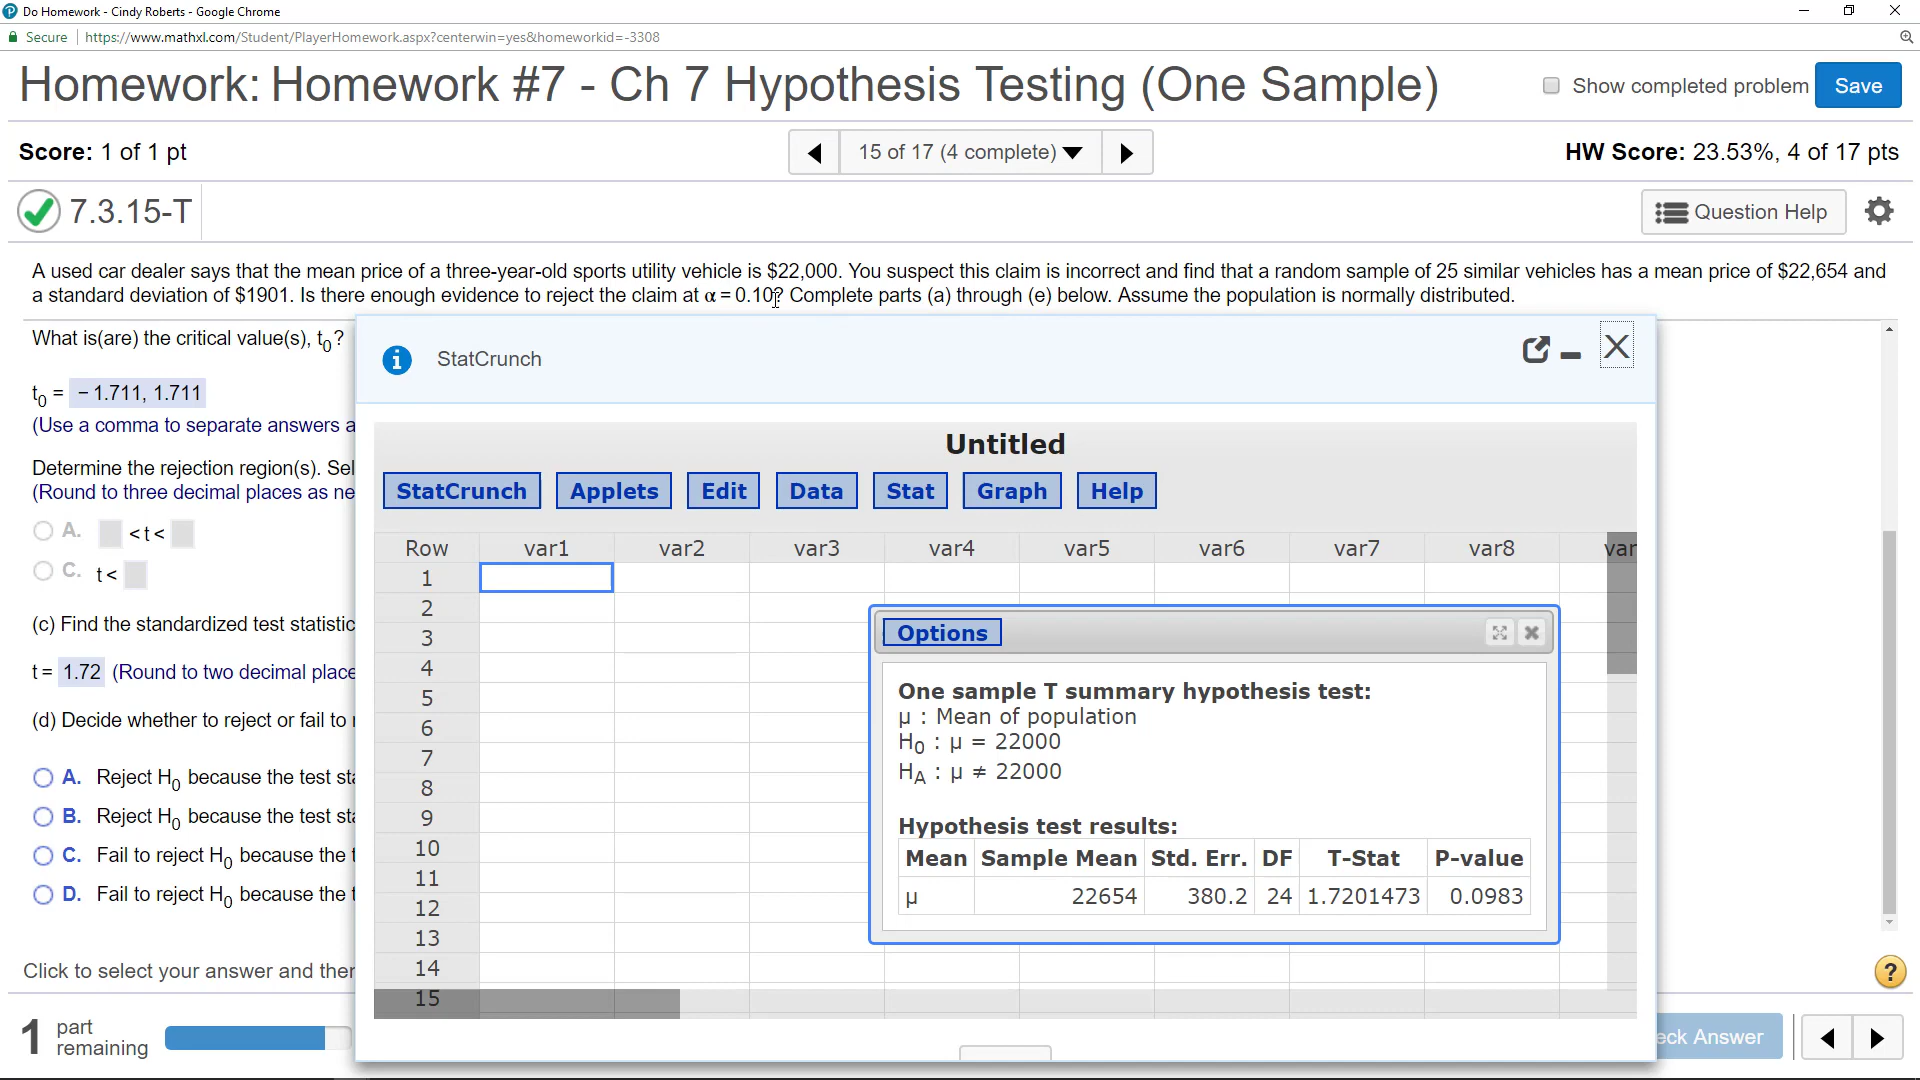 Do Homework - Cindy Roberts - Google Chrome
Secure | https://www.mathxl.com/Student/PlayerHomework.aspx?centerwin=yes&homeworkid=-3308
Homework: Homework #7 - Ch 7 Hypothesis Testing (One Sample)
Show completed problem
Save
Score: 1 of 1 pt
15 of 17 (4 complete)
HW Score: 23.53%, 4 of 17 pts
7.3.15-T
Question Help
A used car dealer says that the mean price of a three-year-old sports utility vehicle is $22,000. You suspect this claim is incorrect and find that a random sample of 25 similar vehicles has a mean price of $22,654 and
a standard deviation of $1901. Is there enough evidence to reject the claim at α = 0.10? Complete parts (a) through (e) below. Assume the population is normally distributed.
What is(are) the critical value(s), t0?
t0 = − 1.711, 1.711
(Use a comma to separate answers a
Determine the rejection region(s). Sel
(Round to three decimal places as ne
A. < t <
C. t <
(c) Find the standardized test statistic
t = 1.72 (Round to two decimal place
(d) Decide whether to reject or fail to
A. Reject H0 because the test sta
B. Reject H0 because the test sta
C. Fail to reject H0 because the t
D. Fail to reject H0 because the t
Click to select your answer and ther
1 part remaining
StatCrunch
Untitled
StatCrunch Applets Edit Data Stat Graph Help
Row var1 var2 var3 var4 var5 var6 var7 var8 var
1
2
3
4
5
6
7
8
9
10
11
12
13
14
15
Options
One sample T summary hypothesis test:
μ : Mean of population
H0 : μ = 22000
HA : μ ≠ 22000
Hypothesis test results:
Mean Sample Mean Std. Err. DF T-Stat P-value
μ 22654 380.2 24 1.7201473 0.0983
?
eck Answer